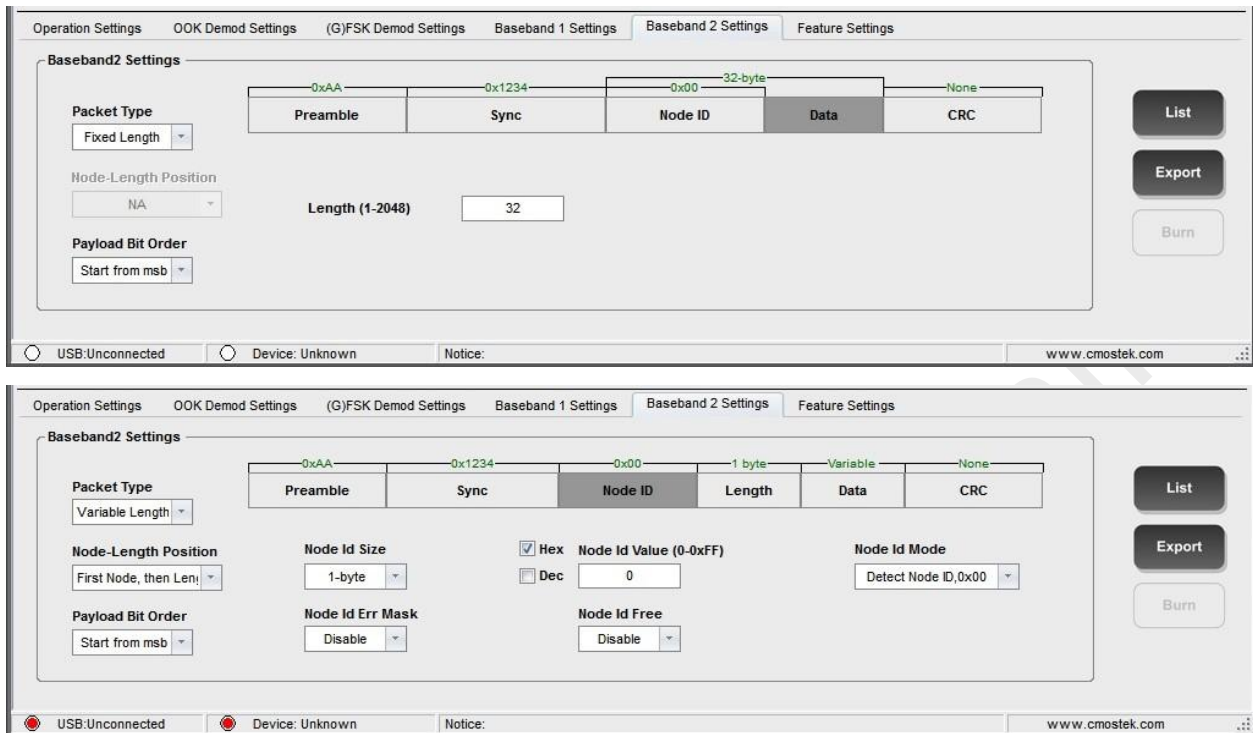 Operation Settings OOK Demod Settings (G)FSK Demod Settings Baseband 1 Settings Baseband 2 Settings Feature Settings
Baseband2 Settings
32-byte
0xAA 0x1234 0x00 None
Preamble Sync Node ID Data CRC
Packet Type
Fixed Length
Node-Length Position
NA
Length (1-2048) 32
Payload Bit Order
Start from msb
List
Export
Burn
USB:Unconnected Device: Unknown Notice: www.cmostek.com
Operation Settings OOK Demod Settings (G)FSK Demod Settings Baseband 1 Settings Baseband 2 Settings Feature Settings
Baseband2 Settings
0xAA 0x1234 0x00 1 byte Variable None
Preamble Sync Node ID Length Data CRC
Packet Type
Variable Length
Node-Length Position
First Node, then Leng
Payload Bit Order
Start from msb
Node Id Size
1-byte
Hex Node Id Value (0-0xFF)
Dec 0
Node Id Mode
Detect Node ID,0x00
Node Id Err Mask
Disable
Node Id Free
Disable
List
Export
Burn
USB:Unconnected Device: Unknown Notice: www.cmostek.com